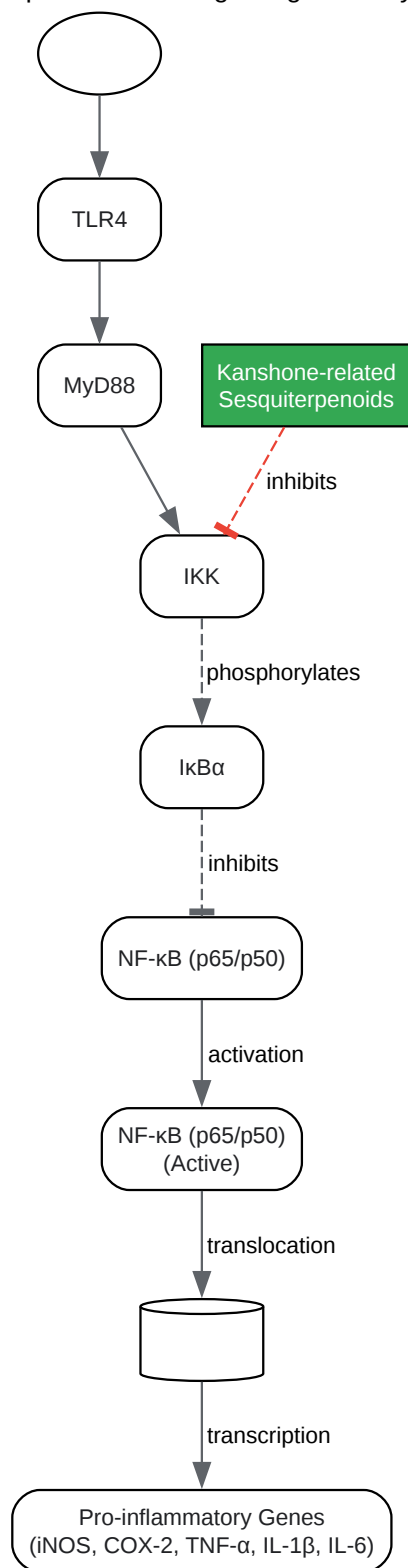 TLR4
MyD88
Kanshone-related
Sesquiterpenoids
inhibits
IKK
phosphorylates
IκBα
inhibits
NF-κB (p65/p50)
activation
NF-κB (p65/p50)
(Active)
translocation
transcription
Pro-inflammatory Genes
(iNOS, COX-2, TNF-α, IL-1β, IL-6)